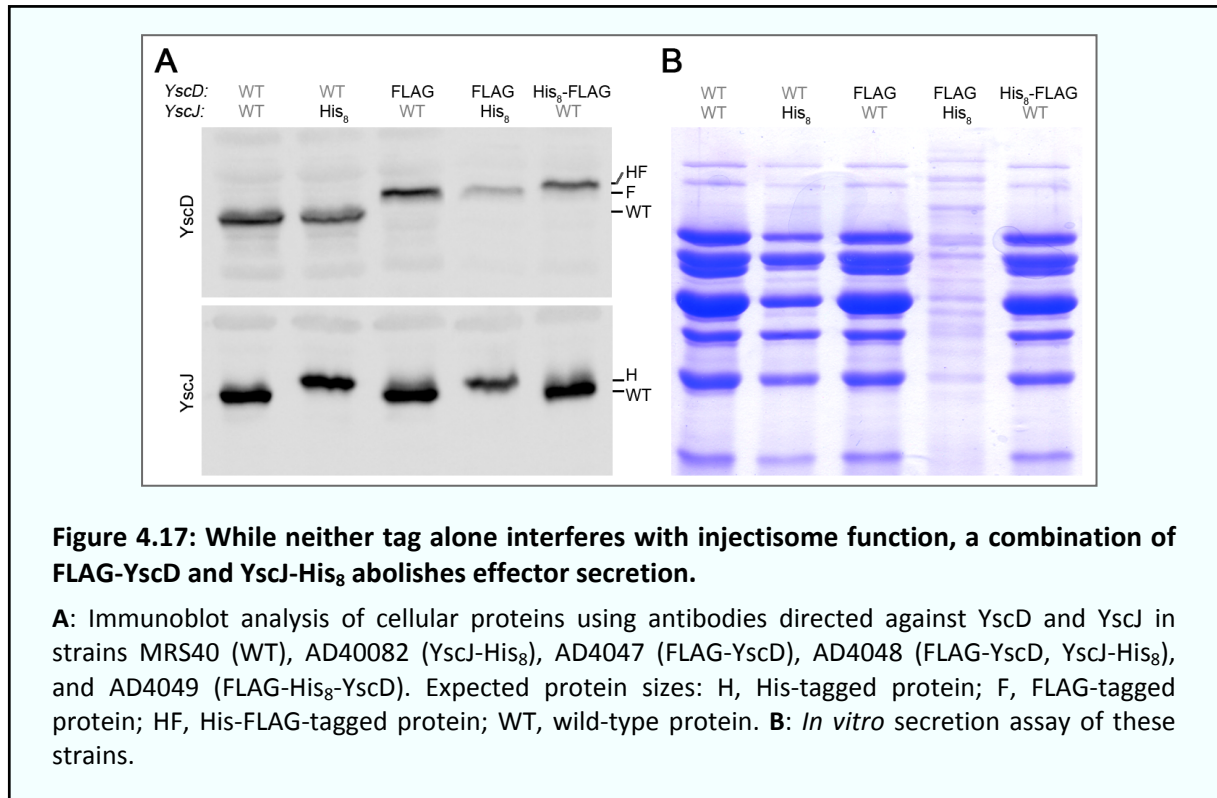 A
B
YscD: WT WT FLAG FLAG His₈-FLAG
YscJ: WT His₈ WT His₈ WT
WT WT FLAG FLAG His₈-FLAG
WT His₈ WT His₈ WT
YscD
HF
F
WT
YscJ
H
WT
Figure 4.17: While neither tag alone interferes with injectisome function, a combination of
FLAG-YscD and YscJ-His₈ abolishes effector secretion.
A: Immunoblot analysis of cellular proteins using antibodies directed against YscD and YscJ in
strains MRS40 (WT), AD40082 (YscJ-His₈), AD4047 (FLAG-YscD), AD4048 (FLAG-YscD, YscJ-His₈),
and AD4049 (FLAG-His₈-YscD). Expected protein sizes: H, His-tagged protein; F, FLAG-tagged
protein; HF, His-FLAG-tagged protein; WT, wild-type protein. B: In vitro secretion assay of these
strains.